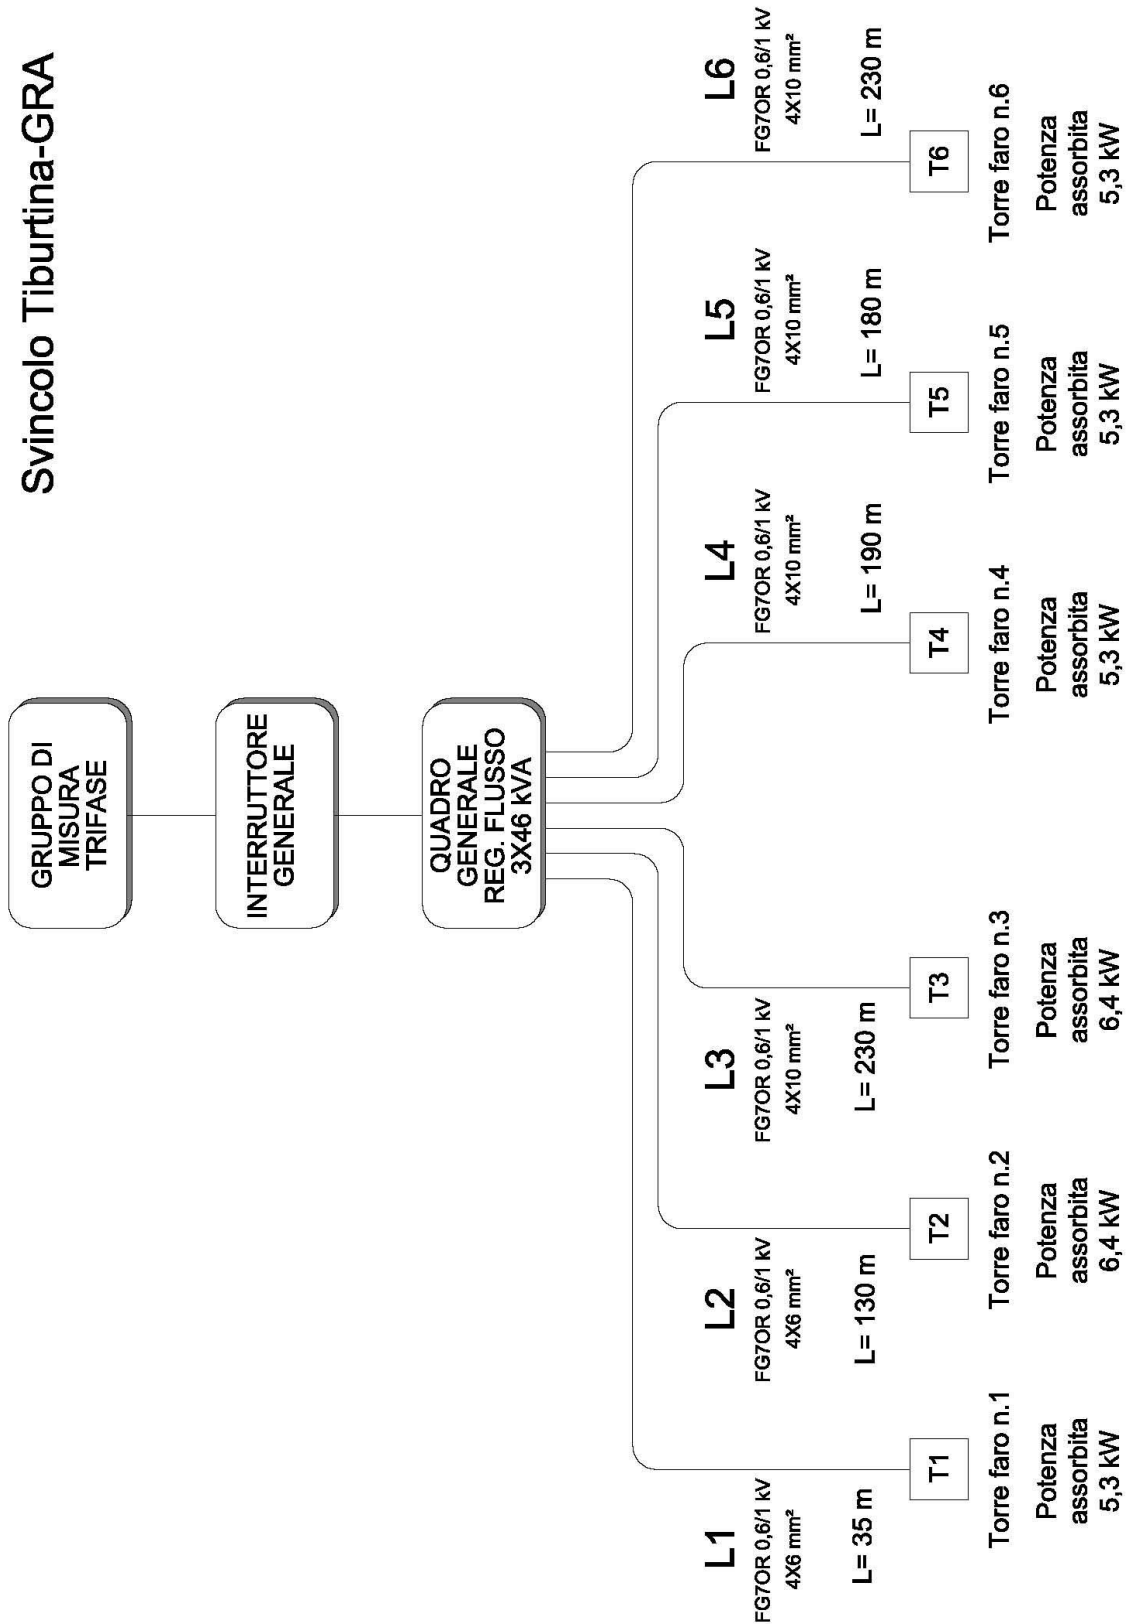 Svincolo Tiburtina-GRA
GRUPPO DI
MISURA
TRIFASE
INTERRUTTORE
GENERALE
QUADRO
GENERALE
REG. FLUSSO
3X46 kVA
L1
FG7OR 0,6/1 kV
4X6 mm²
L= 35 m
T1
Torre faro n.1
Potenza
assorbita
5,3 kW
L2
FG7OR 0,6/1 kV
4X6 mm²
L= 130 m
T2
Torre faro n.2
Potenza
assorbita
6,4 kW
L3
FG7OR 0,6/1 kV
4X10 mm²
L= 230 m
T3
Torre faro n.3
Potenza
assorbita
6,4 kW
L4
FG7OR 0,6/1 kV
4X10 mm²
L= 190 m
T4
Torre faro n.4
Potenza
assorbita
5,3 kW
L5
FG7OR 0,6/1 kV
4X10 mm²
L= 180 m
T5
Torre faro n.5
Potenza
assorbita
5,3 kW
L6
FG7OR 0,6/1 kV
4X10 mm²
L= 230 m
T6
Torre faro n.6
Potenza
assorbita
5,3 kW